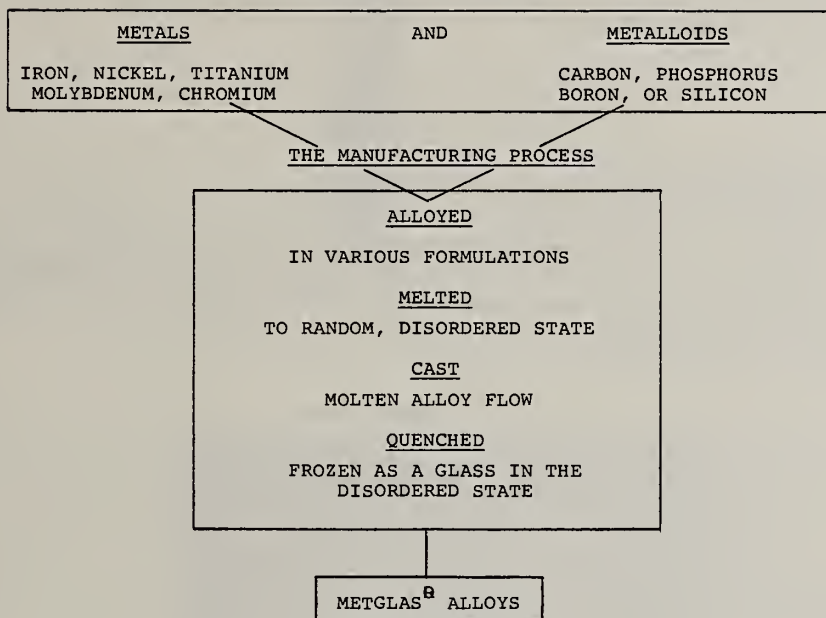 METALS AND METALLOIDS
IRON, NICKEL, TITANIUM CARBON, PHOSPHORUS
MOLYBDENUM, CHROMIUM BORON, OR SILICON
THE MANUFACTURING PROCESS
ALLOYED
IN VARIOUS FORMULATIONS
MELTED
TO RANDOM, DISORDERED STATE
CAST
MOLTEN ALLOY FLOW
QUENCHED
FROZEN AS A GLASS IN THE
DISORDERED STATE
METGLAS® ALLOYS